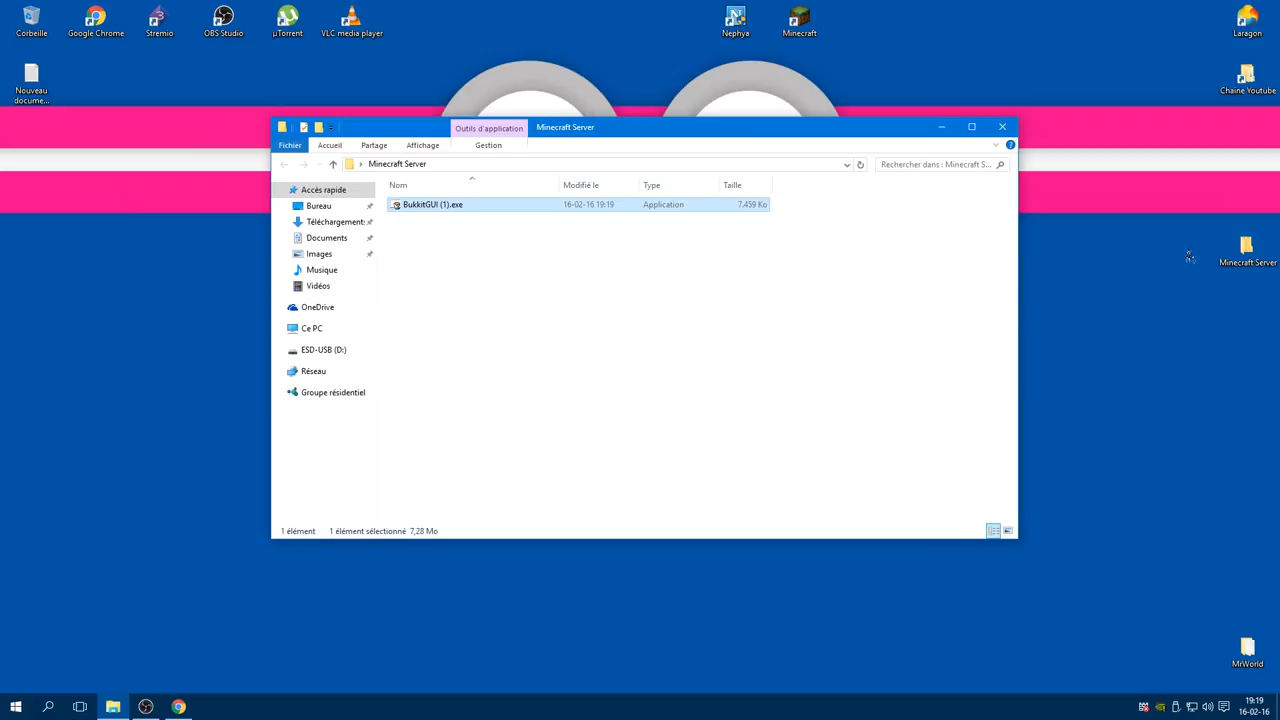 Corbeille
Google Chrome
Stremio
OBS Studio
µTorrent
VLC media player
Nephya
Minecraft
Laragon
Nouveau
docume...
Chaine Youtube
Outils d'application
Minecraft Server
Fichier
Accueil
Partage
Affichage
Gestion
Minecraft Server
Rechercher dans : Minecraft S...
Nom
Modifié le
Type
Taille
Accès rapide
BukkitGUI (1).exe
16-02-16 19:19
Application
7.459 Ko
Bureau
Téléchargement:
Documents
Images
Musique
Vidéos
OneDrive
Ce PC
ESD-USB (D:)
Réseau
Groupe résidentiel
1 élément
1 élément sélectionné 7,28 Mo
Minecraft Server
MrWorld
19:19
16-02-16